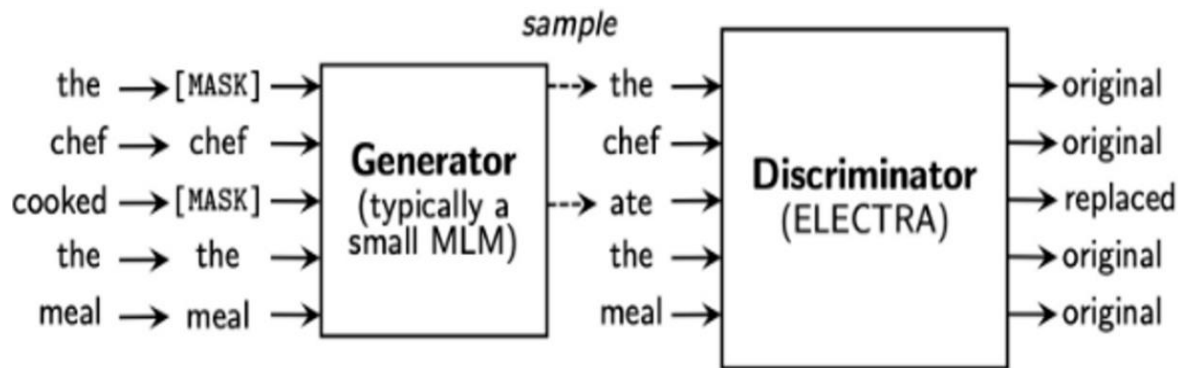 sample
the [MASK] the original
chef chef chef original
cooked [MASK] ate replaced
the the the original
meal meal meal original
Generator
(typically a
small MLM)
Discriminator
(ELECTRA)